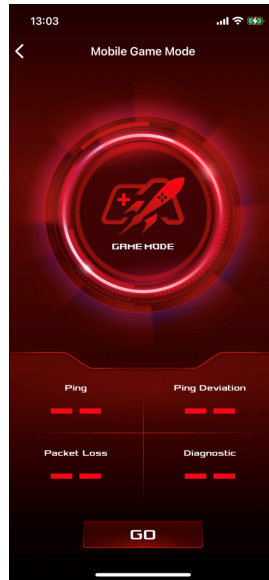 13:03
Mobile Game Mode
GAME MODE
Ping
Ping Deviation
-- --
-- --
Packet Loss
Diagnostic
-- --
-- --
GO